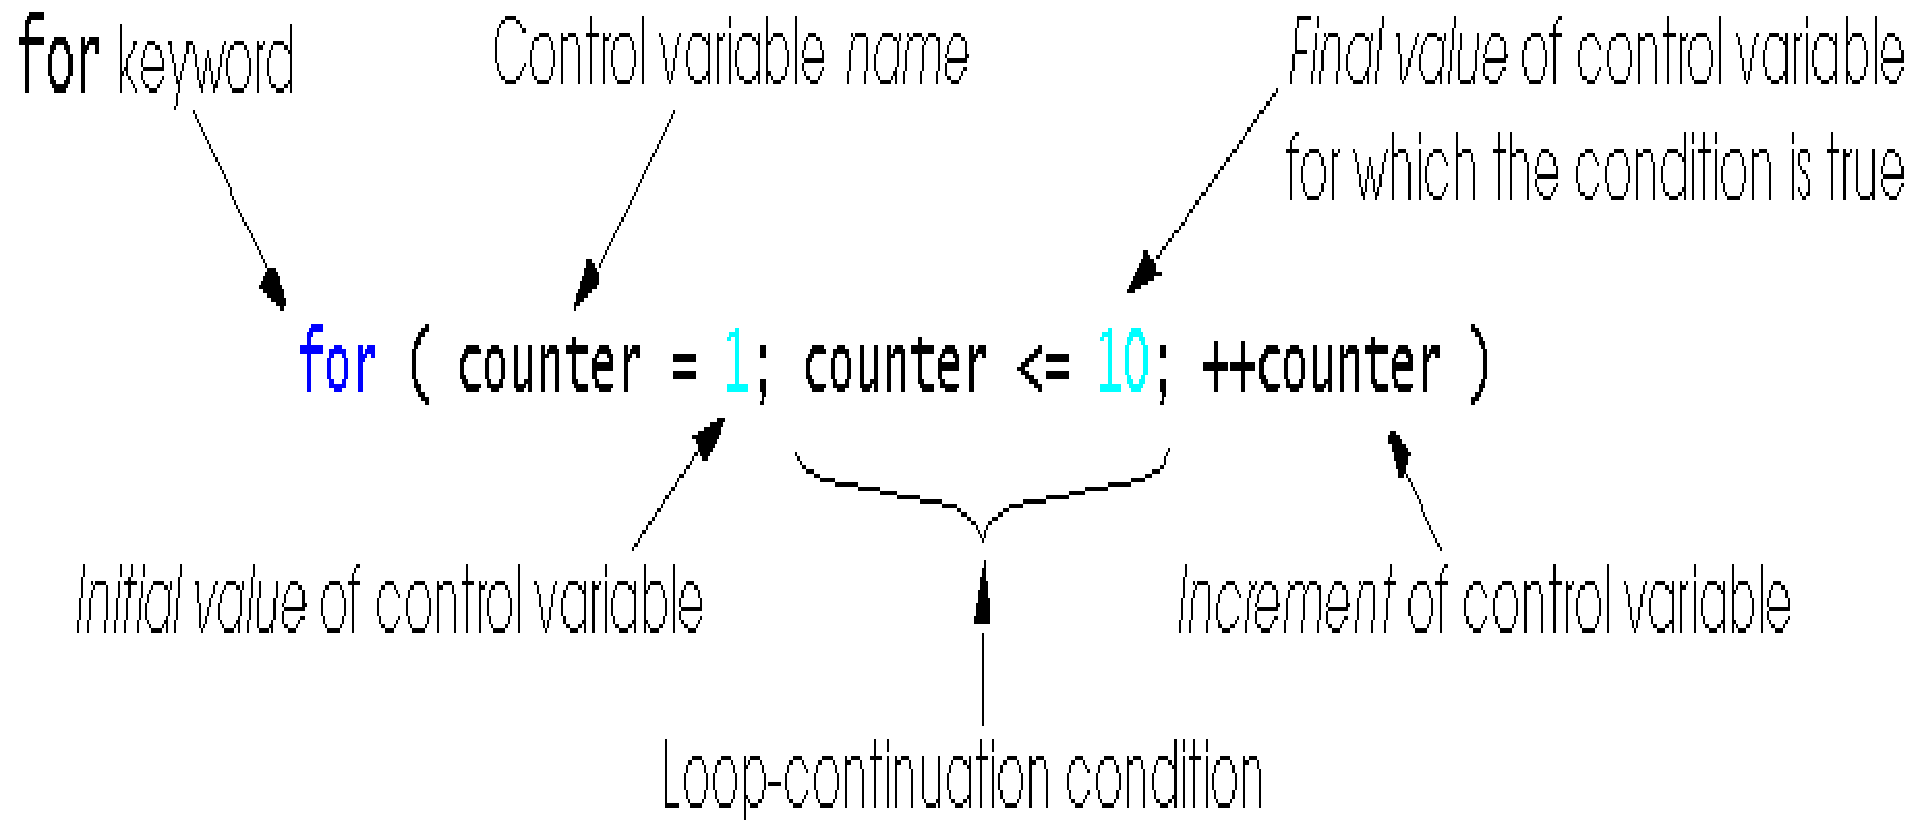 for keyword
Control variable name
Final value of control variable
for which the condition is true
for ( counter = 1; counter <= 10; ++counter )
Initial value of control variable
Increment of control variable
Loop-continuation condition